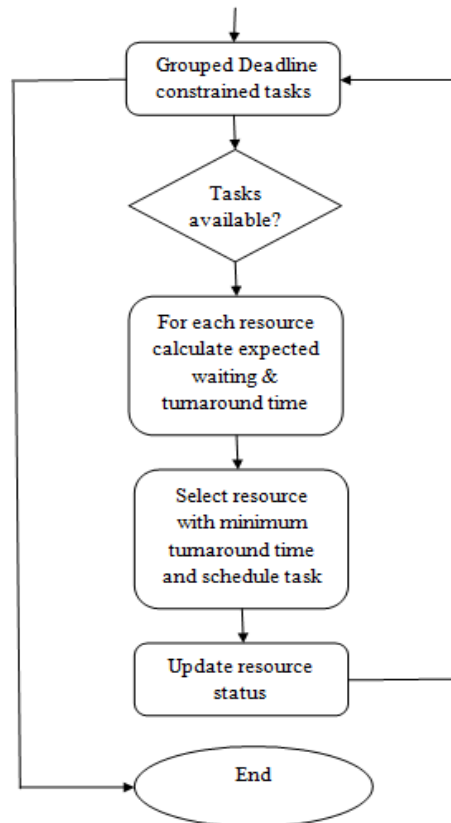 Grouped Deadline
constrained tasks
Tasks
available?
For each resource
calculate expected
waiting &
turnaround time
Select resource
with minimum
turnaround time
and schedule task
Update resource
status
End